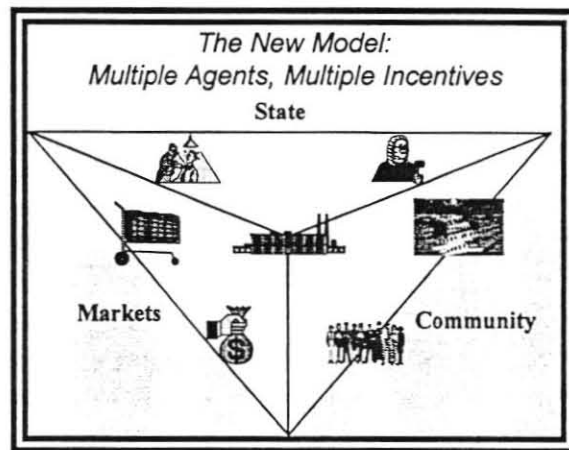 The New Model:
Multiple Agents, Multiple Incentives
State
Markets
Community
$